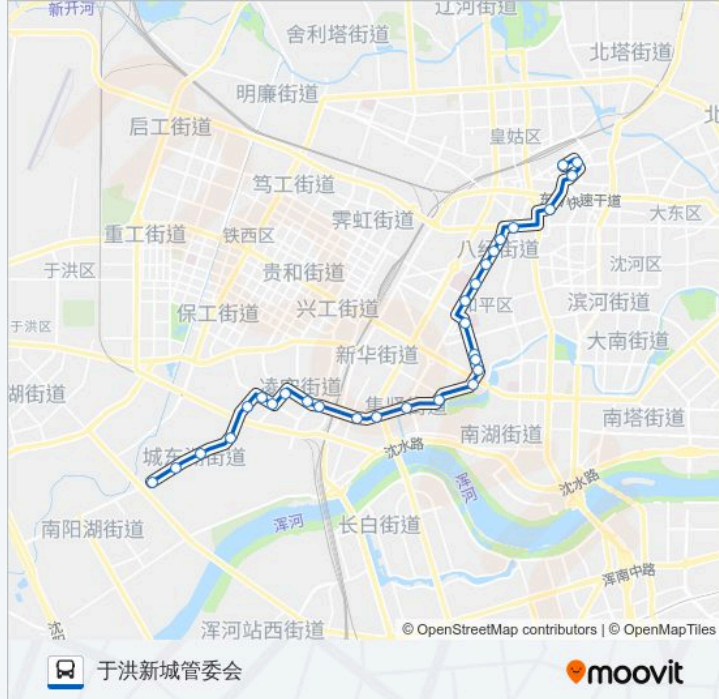 新开河
辽河街道
舍利塔街道
北塔街道
明廉街道
启工街道
北
皇姑区
笃工街道
快速干道
大东区
霁虹街道
重工街道
铁西区
八经街道
沈河区
于洪区
贵和街道
滨河街道
保工街道
兴工街道
和平区
于洪区
大南街道
新华街道
湖街道
凌空街道
集贤街道
南塔街道
南湖街道
沈水路
城东湖街道
沈水路
浑河
南阳湖街道
浑河
长白街道
浑南中路
沈
浑河站西街道
© OpenStreetMap contributors | © OpenMapTiles
于洪新城管委会
moovit